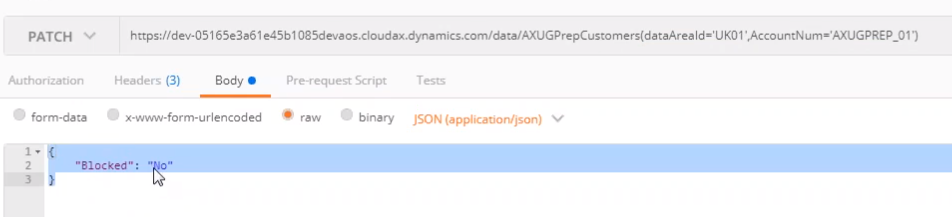 PATCH https://dev-05165e3a61e45b1085devaos.cloudax.dynamics.com/data/AXUGPrepCustomers(dataAreaId='UK01',AccountNum='AXUGPREP_01')
Authorization Headers (3) Body Pre-request Script Tests
form-data x-www-form-urlencoded raw binary JSON (application/json)
1 {
2 "Blocked": "No"
3 }